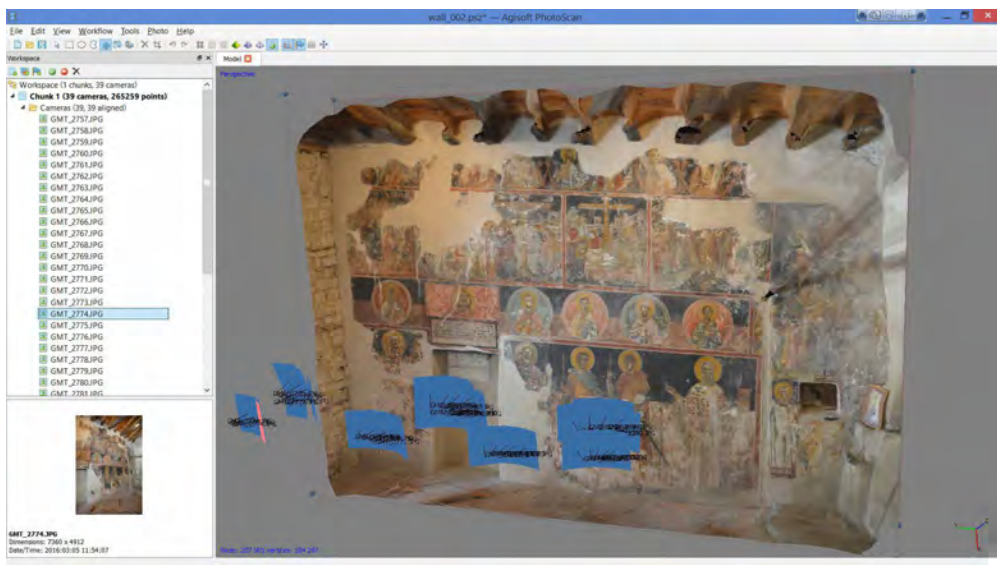 wall_002.psz* — Agisoft PhotoScan
File Edit View Workflow Tools Photo Help
Workspace
Model
Workspace (1 chunks, 39 cameras)
Perspective
Chunk 1 (39 cameras, 265259 points)
Cameras (39, 39 aligned)
GMT_2757.JPG
GMT_2758.JPG
GMT_2759.JPG
GMT_2760.JPG
GMT_2761.JPG
GMT_2762.JPG
GMT_2763.JPG
GMT_2764.JPG
GMT_2765.JPG
GMT_2766.JPG
GMT_2767.JPG
GMT_2768.JPG
GMT_2769.JPG
GMT_2770.JPG
GMT_2771.JPG
GMT_2772.JPG
GMT_2773.JPG
GMT_2774.JPG
GMT_2775.JPG
GMT_2776.JPG
GMT_2777.JPG
GMT_2778.JPG
GMT_2779.JPG
GMT_2780.JPG
GMT_2781.JPG
GMT_2774.JPG
Dimensions: 7360 x 4912
Date/Time: 2016:03:05 11:54:07